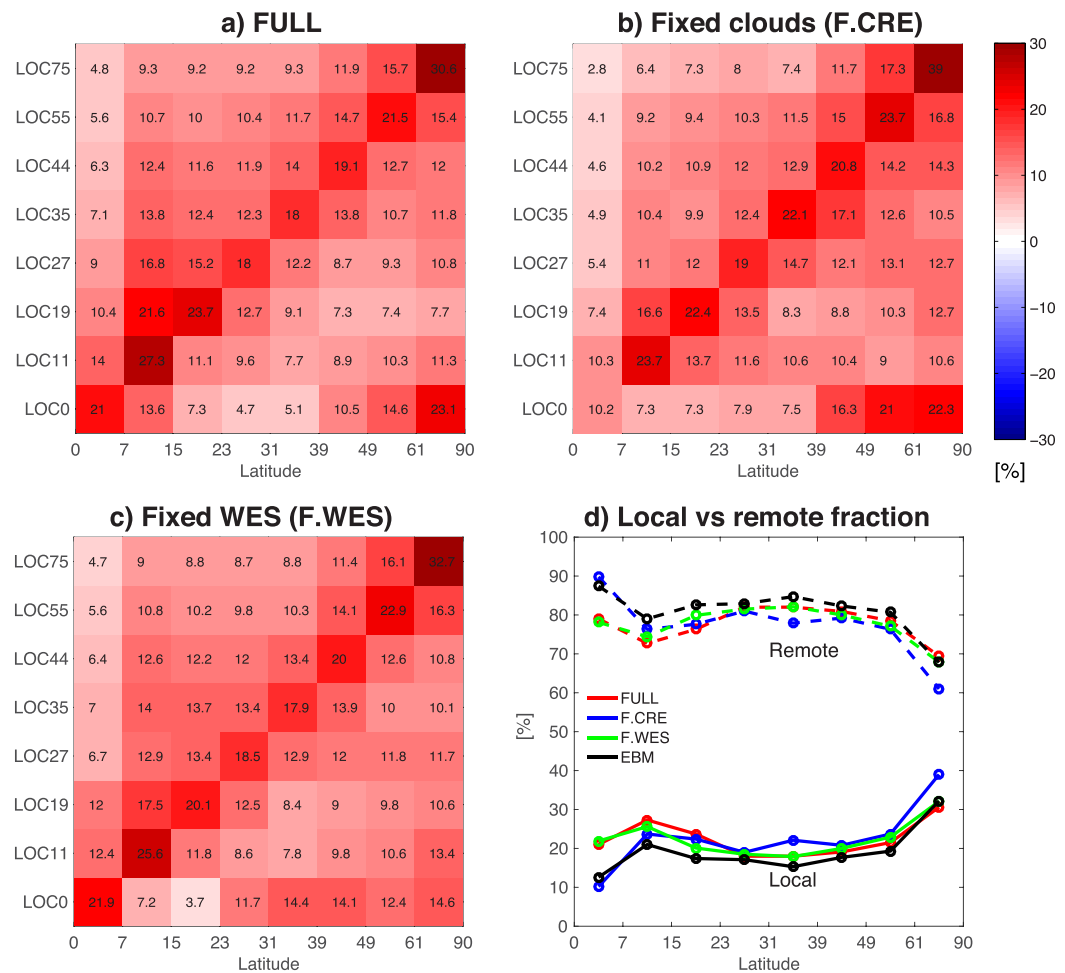 a) FULL
LOC75 4.8 9.3 9.2 9.2 9.3 11.9 15.7 30.6
LOC55 5.6 10.7 10 10.4 11.7 14.7 21.5 15.4
LOC44 6.3 12.4 11.6 11.9 14 19.1 12.7 12
LOC35 7.1 13.8 12.4 12.3 18 13.8 10.7 11.8
LOC27 9 16.8 15.2 18 12.2 8.7 9.3 10.8
LOC19 10.4 21.6 23.7 12.7 9.1 7.3 7.4 7.7
LOC11 14 27.3 11.1 9.6 7.7 8.9 10.3 11.3
LOC0 21 13.6 7.3 4.7 5.1 10.5 14.6 23.1
0 7 15 23 31 39 49 61 90
Latitude
b) Fixed clouds (F.CRE)
LOC75 2.8 6.4 7.3 8 7.4 11.7 17.3 39
LOC55 4.1 9.2 9.4 10.3 11.5 15 23.7 16.8
LOC44 4.6 10.2 10.9 12 12.9 20.8 14.2 14.3
LOC35 4.9 10.4 9.9 12.4 22.1 17.1 12.6 10.5
LOC27 5.4 11 12 19 14.7 12.1 13.1 12.7
LOC19 7.4 16.6 22.4 13.5 8.3 8.8 10.3 12.7
LOC11 10.3 23.7 13.7 11.6 10.6 10.4 9 10.6
LOC0 10.2 7.3 7.3 7.9 7.5 16.3 21 22.3
0 7 15 23 31 39 49 61 90
Latitude
30
20
10
0
−10
−20
−30
[%]
c) Fixed WES (F.WES)
LOC75 4.7 9 8.8 8.7 8.8 11.4 16.1 32.7
LOC55 5.6 10.8 10.2 9.8 10.3 14.1 22.9 16.3
LOC44 6.4 12.6 12.2 12 13.4 20 12.6 10.8
LOC35 7 14 13.7 13.4 17.9 13.9 10 10.1
LOC27 6.7 12.9 13.4 18.5 12.9 12 11.8 11.7
LOC19 12 17.5 20.1 12.5 8.4 9 9.8 10.6
LOC11 12.4 25.6 11.8 8.6 7.8 9.8 10.6 13.4
LOC0 21.9 7.2 3.7 11.7 14.4 14.1 12.4 14.6
0 7 15 23 31 39 49 61 90
Latitude
d) Local vs remote fraction
100
90
80
70
60
50
40
30
20
10
0
[%]
Remote
FULL
F.CRE
F.WES
EBM
Local
0 7 15 23 31 39 49 61 90
Latitude